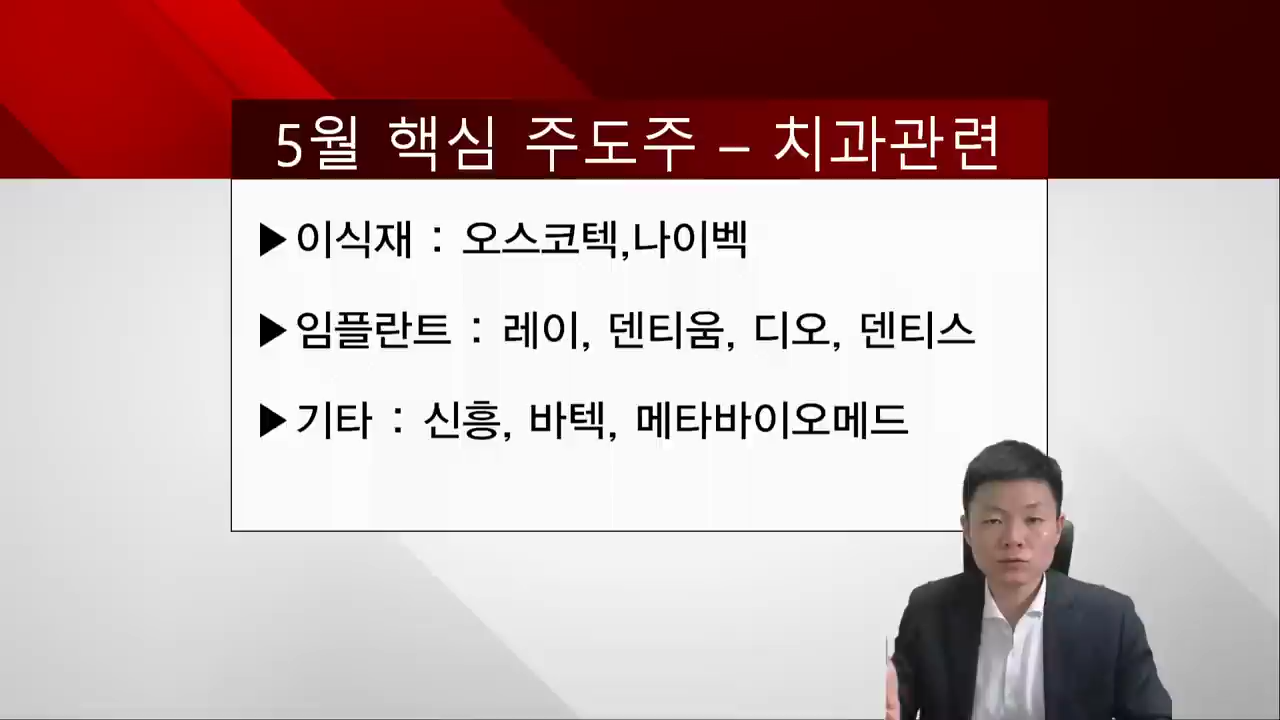 5월 핵심 주도주 – 치과관련
▶이식재 : 오스코텍,나이벡
▶임플란트 : 레이, 덴티움, 디오, 덴티스
▶기타 : 신흥, 바텍, 메타바이오메드